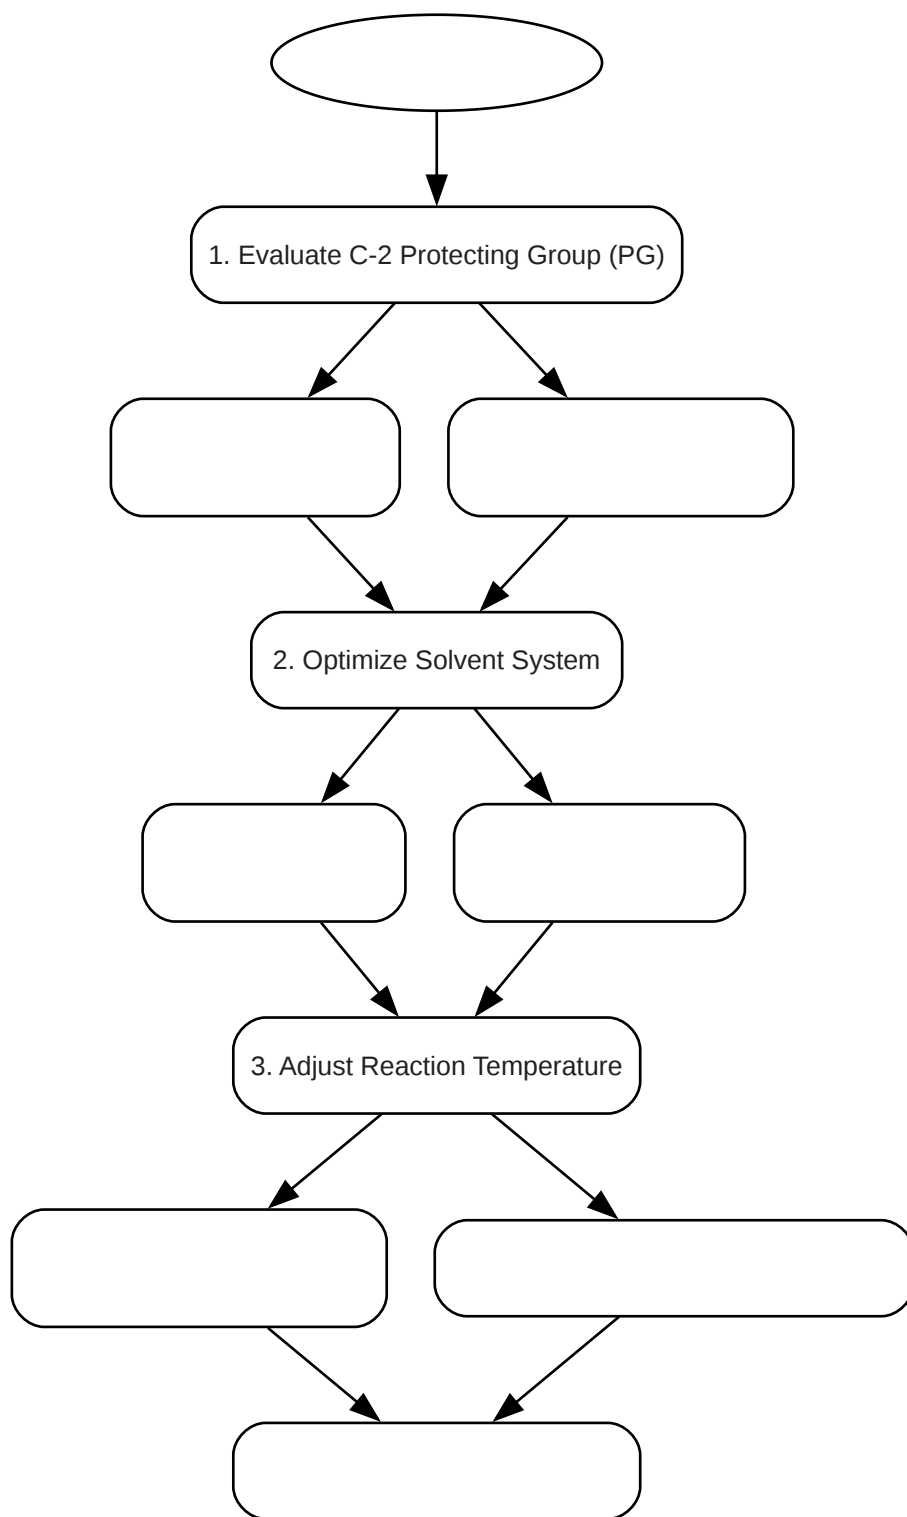 1. Evaluate C-2 Protecting Group (PG)
2. Optimize Solvent System
3. Adjust Reaction Temperature